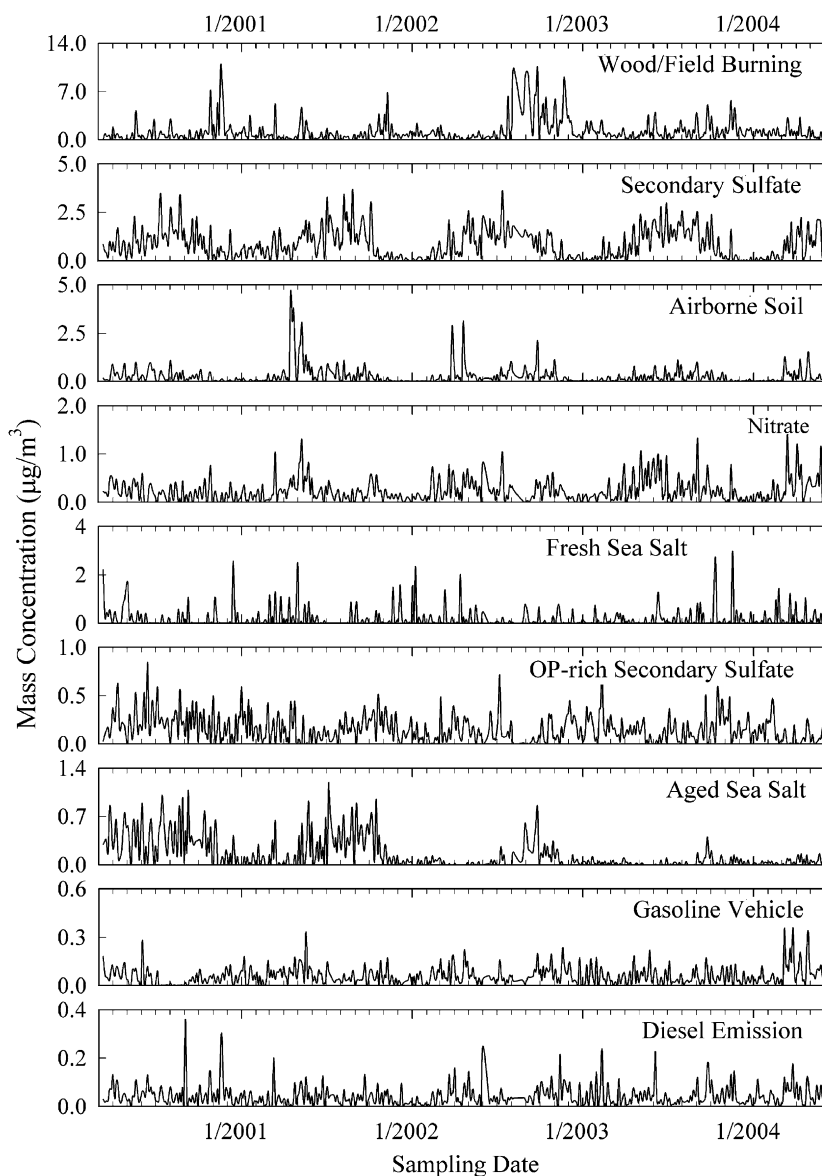 1/2001 1/2002 1/2003 1/2004
14.0
Wood/Field Burning
7.0
0.0
5.0
Secondary Sulfate
2.5
0.0
5.0
Airborne Soil
2.5
0.0
2.0
Nitrate
1.0
0.0
4
Fresh Sea Salt
2
0
1.0
OP-rich Secondary Sulfate
0.5
0.0
1.4
Aged Sea Salt
0.7
0.0
0.6
Gasoline Vehicle
0.3
0.0
0.4
Diesel Emission
0.2
0.0
Mass Concentration (μg/m³)
1/2001 1/2002 1/2003 1/2004
Sampling Date